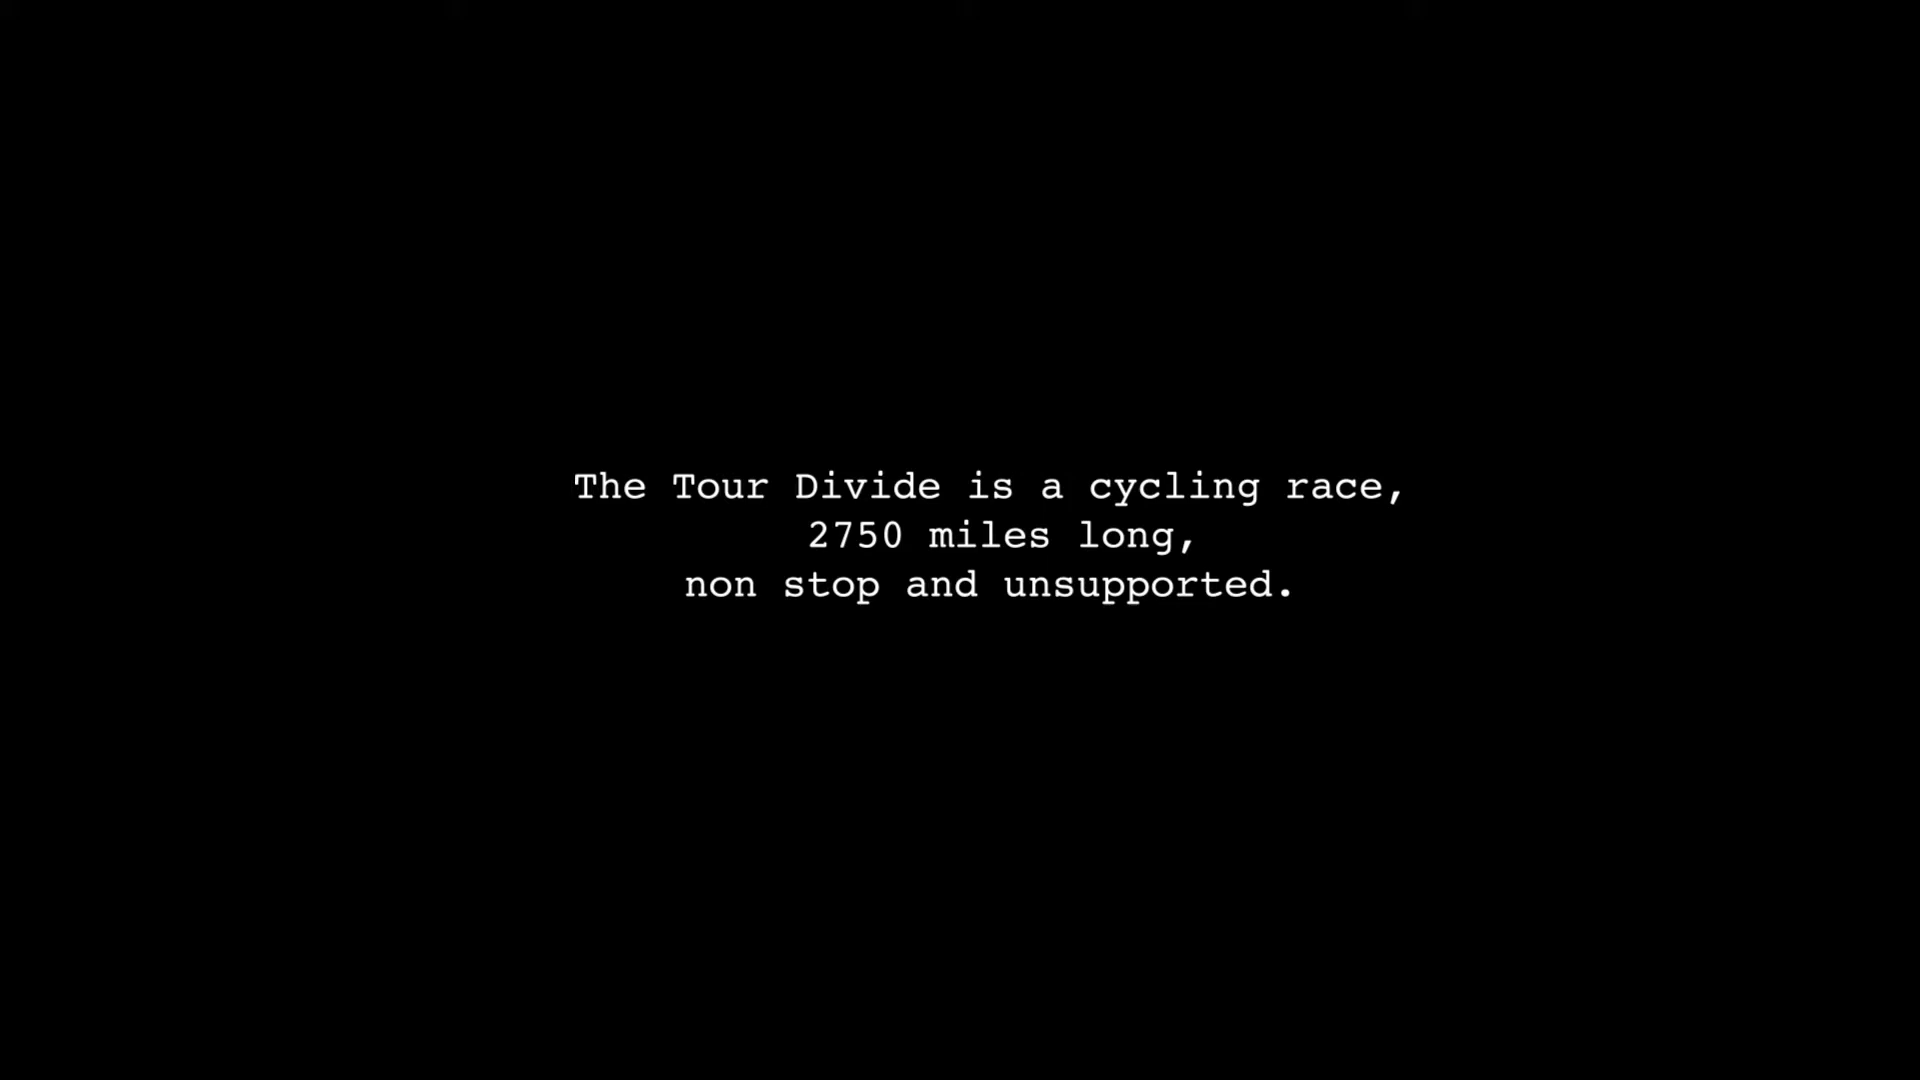 The Tour Divide is a cycling race,
2750 miles long,
non stop and unsupported.